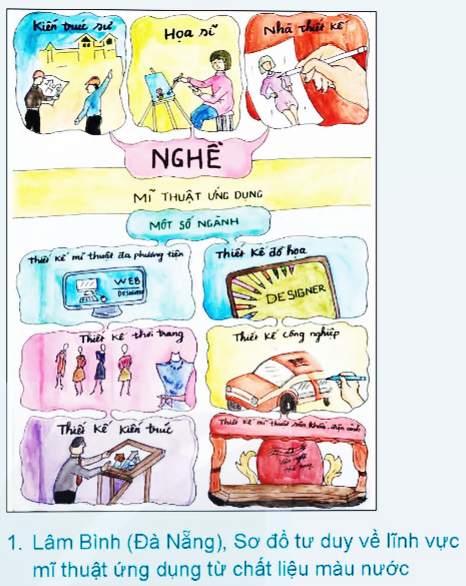 Kiến trúc sư
Họa sĩ
Nhà thiết kế
NGHỀ
MĨ THUẬT ỨNG DỤNG
MỘT SỐ NGÀNH
Thiết kế mĩ thuật đa phương tiện
WEB
DESIGNER
Thiết kế đồ họa
DESIGNER
Thiết kế thời trang
Thiết kế công nghiệp
Thiết kế kiến trúc
Thiết kế mĩ thuật sân khấu, điện ảnh
1. Lâm Bình (Đà Nẵng), Sơ đồ tư duy về lĩnh vực
mĩ thuật ứng dụng từ chất liệu màu nước